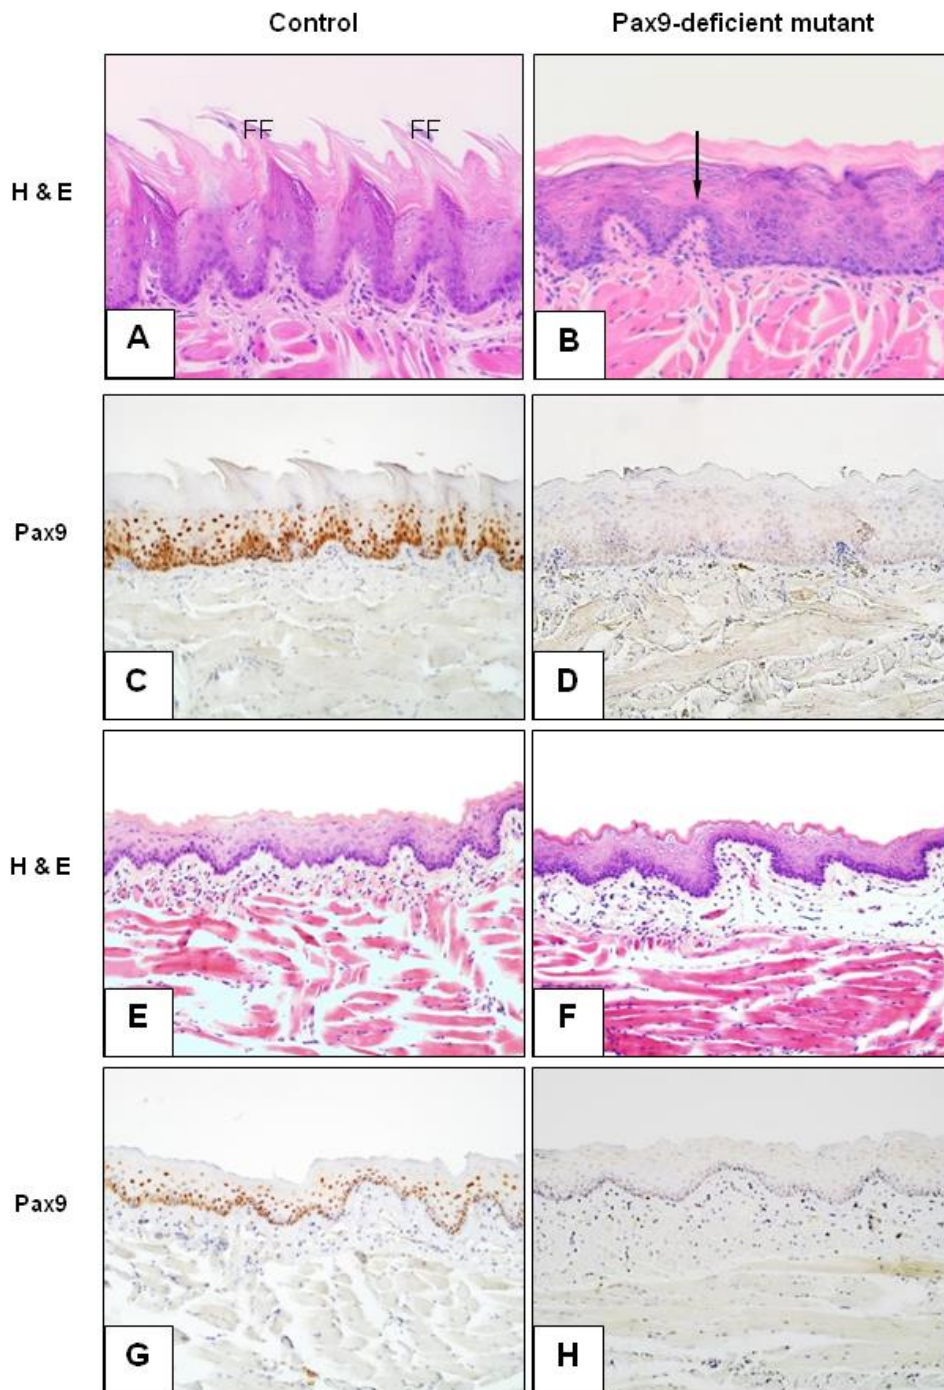 Control Pax9-deficient mutant
H & E
FF FF
A B
Pax9
C D
H & E
E F
Pax9
G H